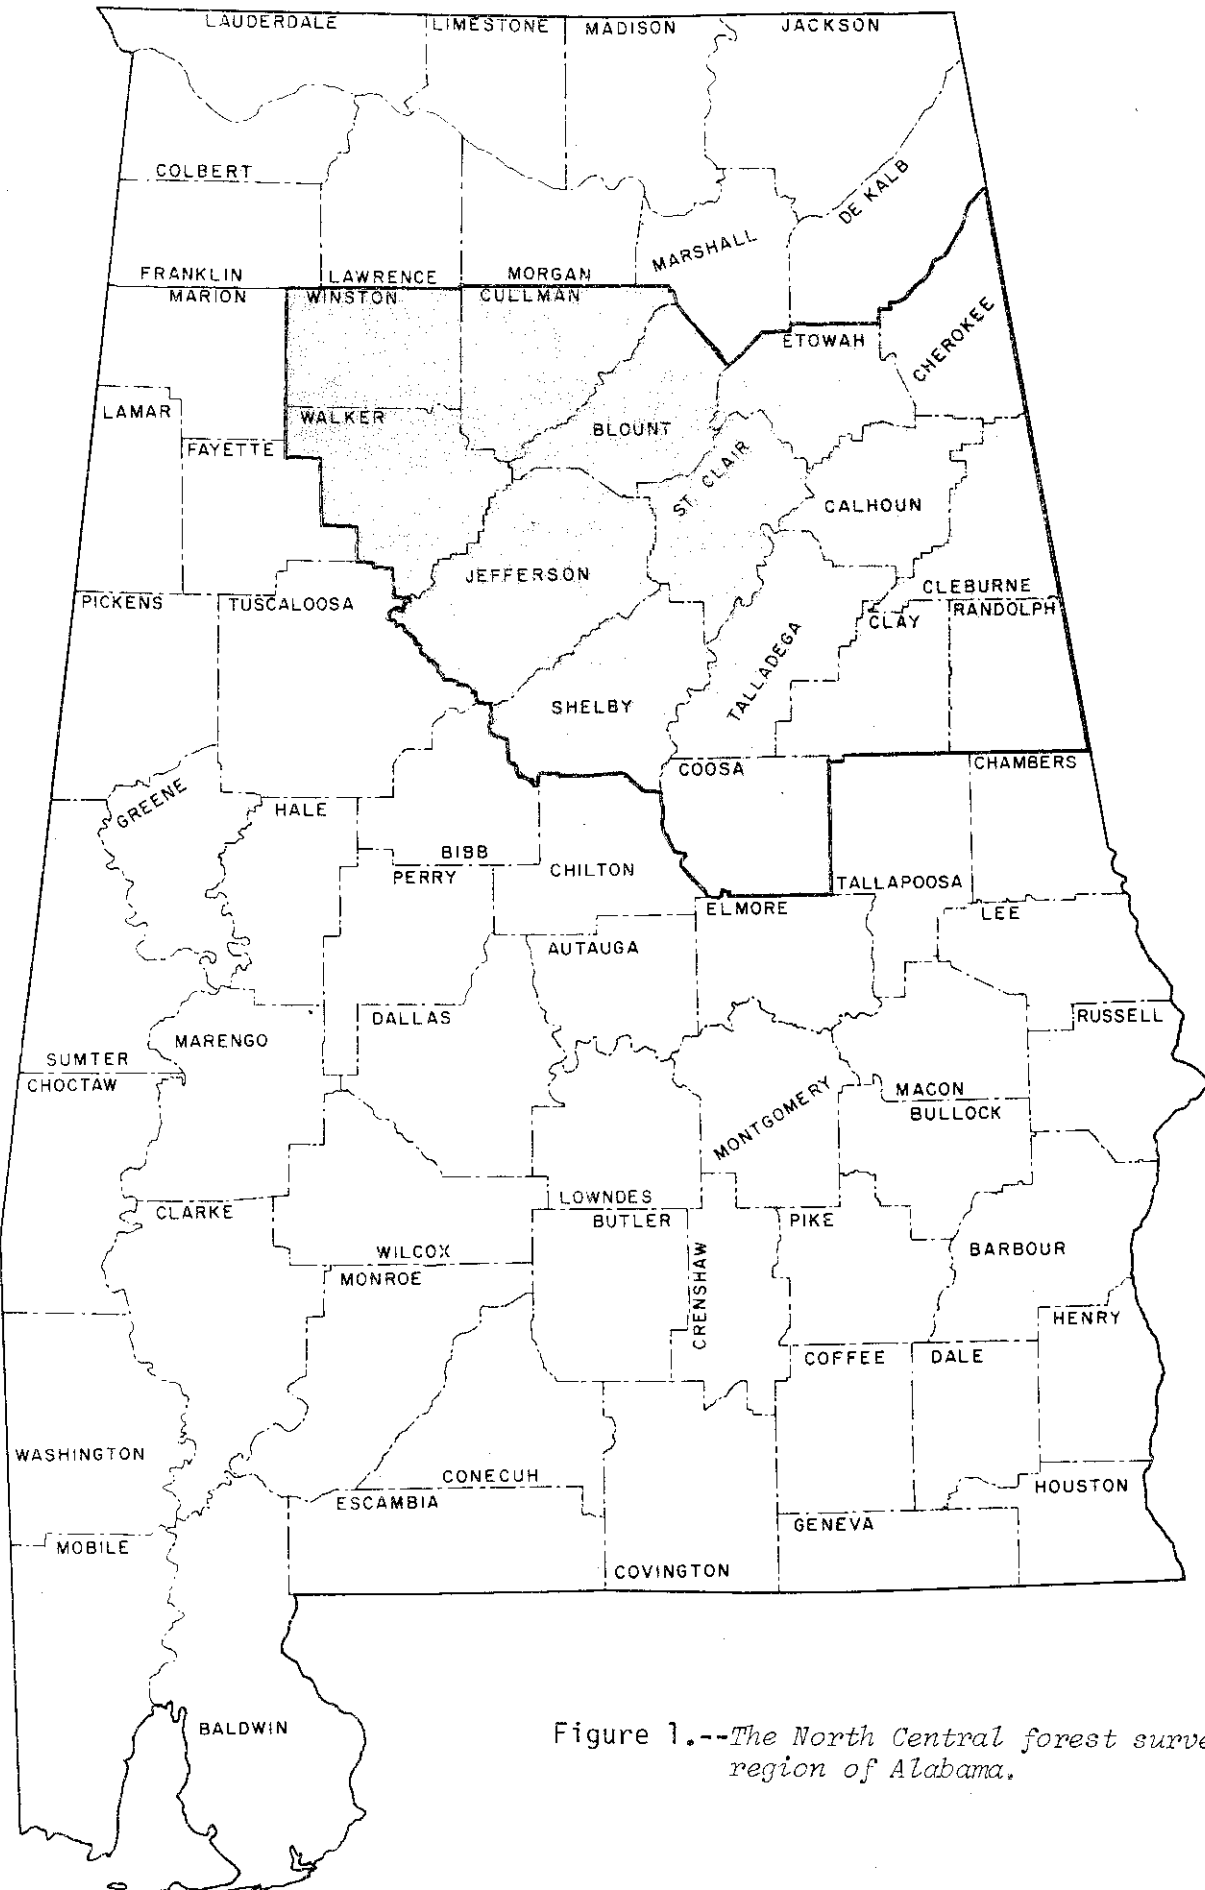 LAUDERDALE
LIMESTONE
MADISON
JACKSON
COLBERT
DE KALB
MARSHALL
FRANKLIN
LAWRENCE
MORGAN
MARION
WINSTON
CULLMAN
ETOWAH
CHEROKEE
LAMAR
WALKER
FAYETTE
BLOUNT
ST. CLAIR
CALHOUN
JEFFERSON
CLEBURNE
PICKENS
TUSCALOOSA
RANDOLPH
CLAY
TALLADEGA
SHELBY
COOSA
CHAMBERS
GREENE
HALE
BIBB
PERRY
CHILTON
TALLAPOOSA
ELMORE
LEE
AUTAUGA
DALLAS
RUSSELL
MARENGO
SUMTER
CHOCTAW
MACON
BULLOCK
MONTGOMERY
CLARKE
LOWNDES
BUTLER
PIKE
WILCOX
MONROE
BARBOUR
CRENSHAW
HENRY
COFFEE
DALE
WASHINGTON
CONECUH
ESCAMBIA
HOUSTON
GENEVA
MOBILE
COVINGTON
BALDWIN
Figure 1.--The North Central forest surve
region of Alabama.